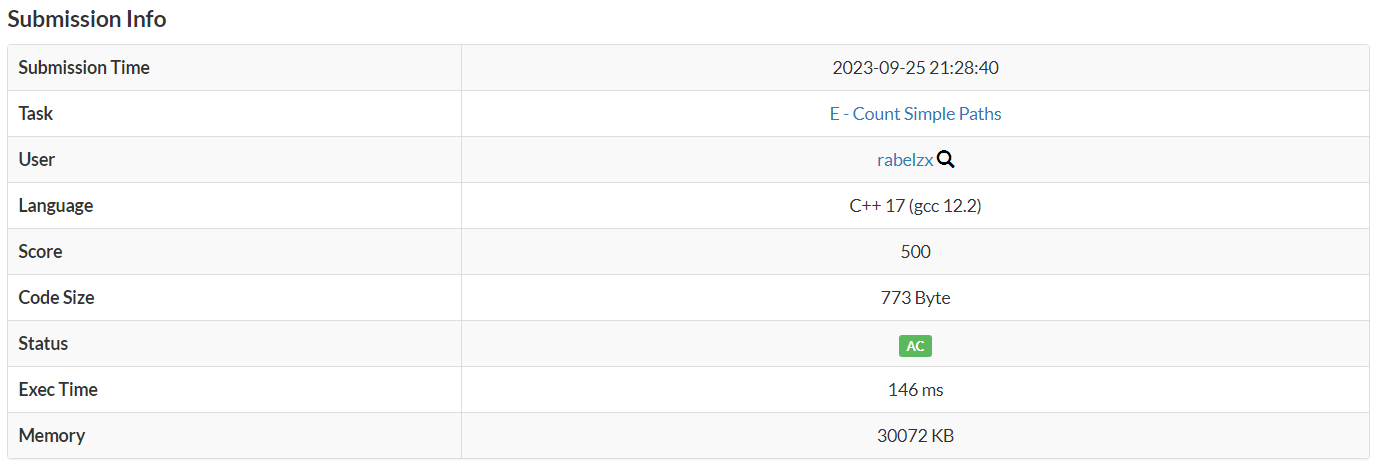 Submission Info
Submission Time 2023-09-25 21:28:40
Task E - Count Simple Paths
User rabelzx
Language C++ 17 (gcc 12.2)
Score 500
Code Size 773 Byte
Status AC
Exec Time 146 ms
Memory 30072 KB